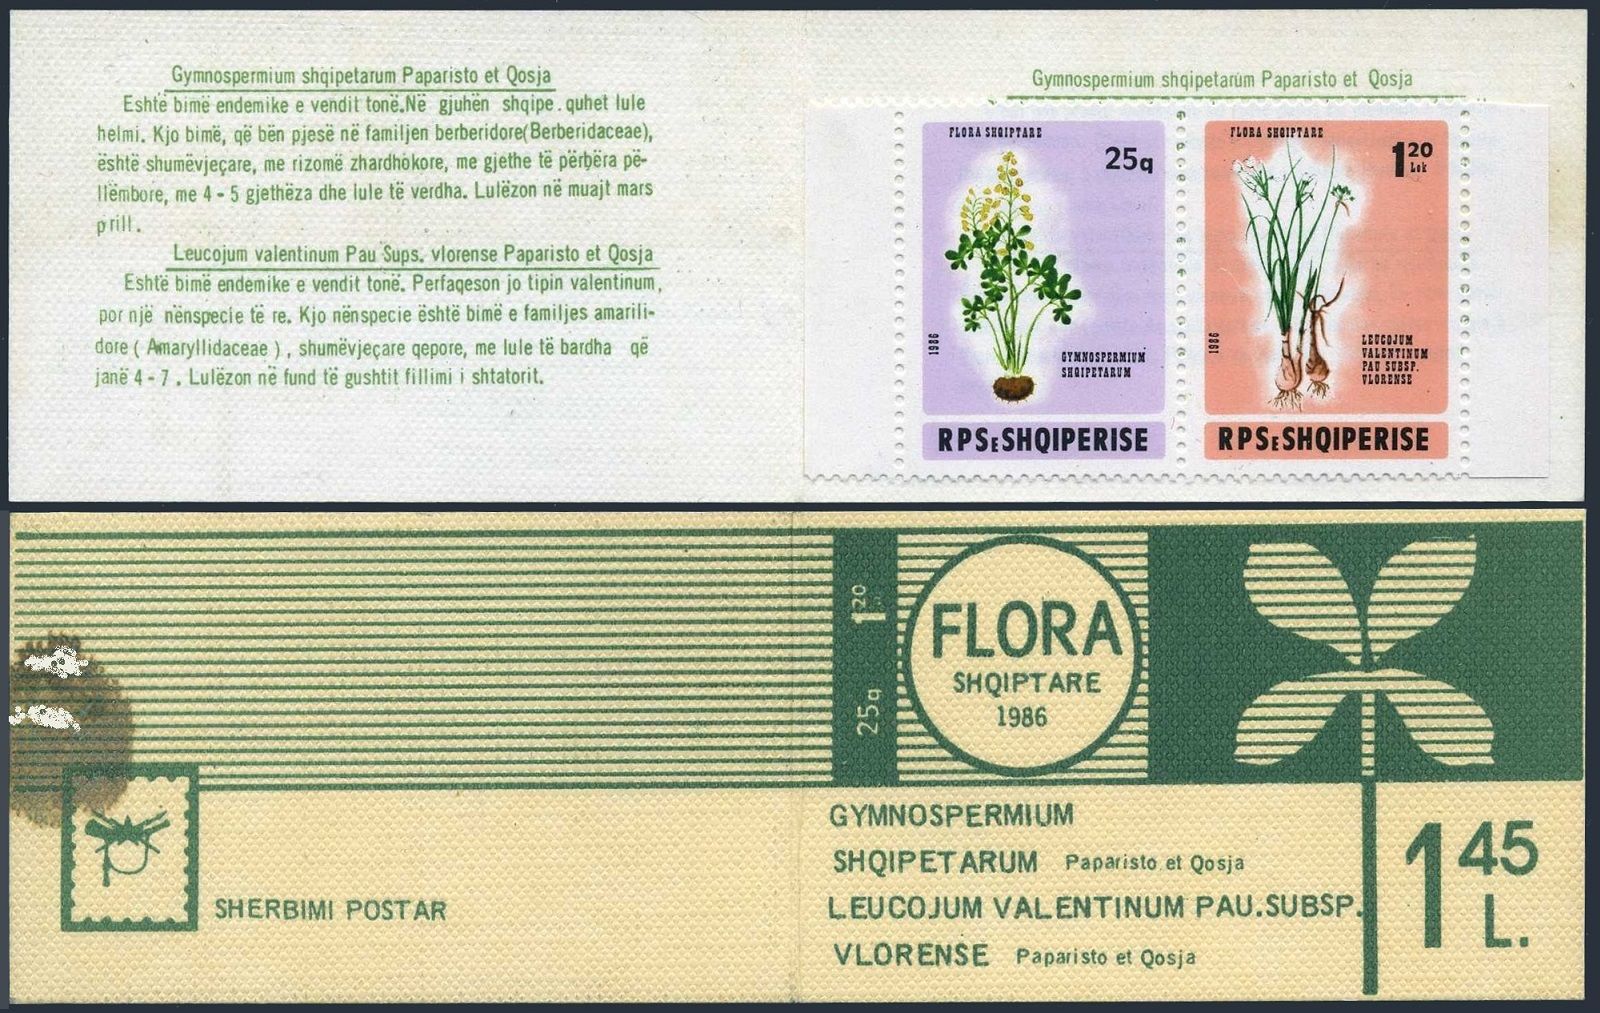 Gymnospermium shqipetarum Paparisto et Qosja
Eshtë bimë endemike e vendit tonë.Në gjuhën shqipe quhet lule
helmi. Kjo bimë, që bën pjesë në familjen berberidore(Berberidaceae),
është shumëvjeçare, me rizomë zhardhokore, me gjethe të përbëra pë-
llëmbore, me 4 - 5 gjethëza dhe lule të verdha. Lulëzon në muajt mars
prill.
Leucojum valentinum Pau Sups. vlorense Paparisto et Qosja
Eshtë bimë endemike e vendit tonë. Perfaqeson jo tipin valentinum,
por një nënspecie të re. Kjo nënspecie është bimë e familjes amarili-
dore ( Amaryllidaceae ) , shumëvjeçare qepore, me lule të bardha që
janë 4 - 7 . Lulëzon në fund të gushtit fillimi i shtatorit.
Gymnospermium shqipetarum Paparisto et Qosja
FLORA SHQIPTARE
25q
1986
GYMNOSPERMIUM
SHQIPETARUM
RPSESHQIPERISE
FLORA SHQIPTARE
1 20
Lek
1986
LEUCOJUM
VALENTINUM
PAU SUBSP.
VLORENSE
RPSESHQIPERISE
25q 1 20
FLORA
SHQIPTARE
1986
SHERBIMI POSTAR
GYMNOSPERMIUM
SHQIPETARUM Paparisto et Qosja
LEUCOJUM VALENTINUM PAU.SUBSP.
VLORENSE Paparisto et Qosja
1 45
L.